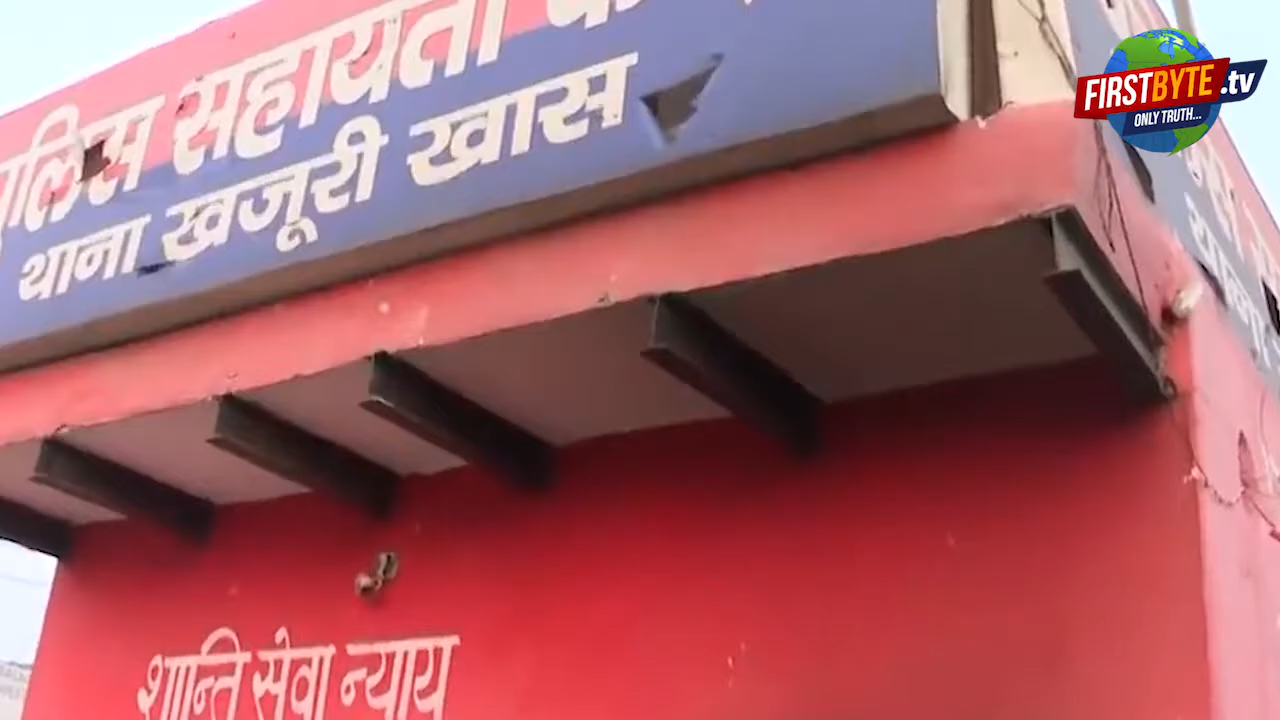 पुलिस सहायता
थाना खजूरी खास
शान्ति सेवा न्याय
FIRSTBYTE.tv
ONLY TRUTH...